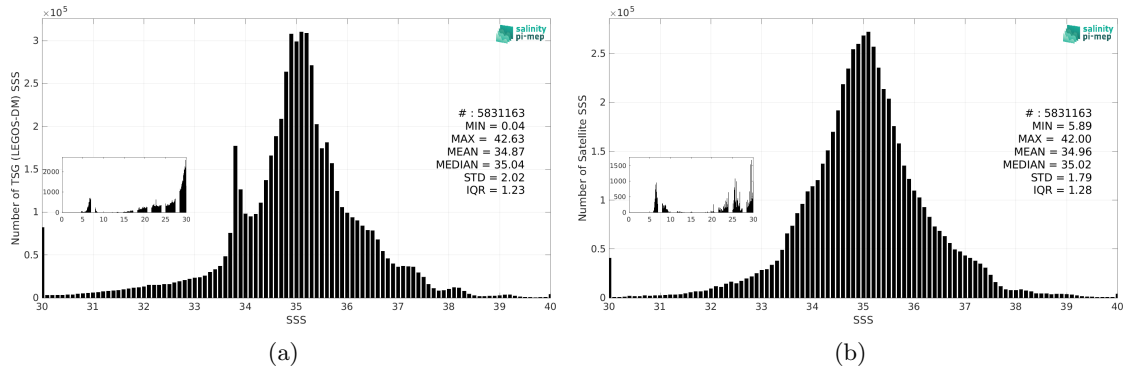 ×10⁵
3
2.5
2
1.5
1
0.5
0
Number of TSG (LEGOS-DM) SSS
salinity
pi-mep
# : 5831163
MIN = 0.04
MAX = 42.63
MEAN = 34.87
MEDIAN = 35.04
STD = 2.02
IQR = 1.23
2000
1000
0
0 5 10 15 20 25 30
30 31 32 33 34 35 36 37 38 39 40
SSS
(a)
×10⁵
2.5
2
1.5
1
0.5
0
Number of Satellite SSS
salinity
pi-mep
# : 5831163
MIN = 5.89
MAX = 42.00
MEAN = 34.96
MEDIAN = 35.02
STD = 1.79
IQR = 1.28
1500
1000
500
0
0 5 10 15 20 25 30
30 31 32 33 34 35 36 37 38 39 40
SSS
(b)